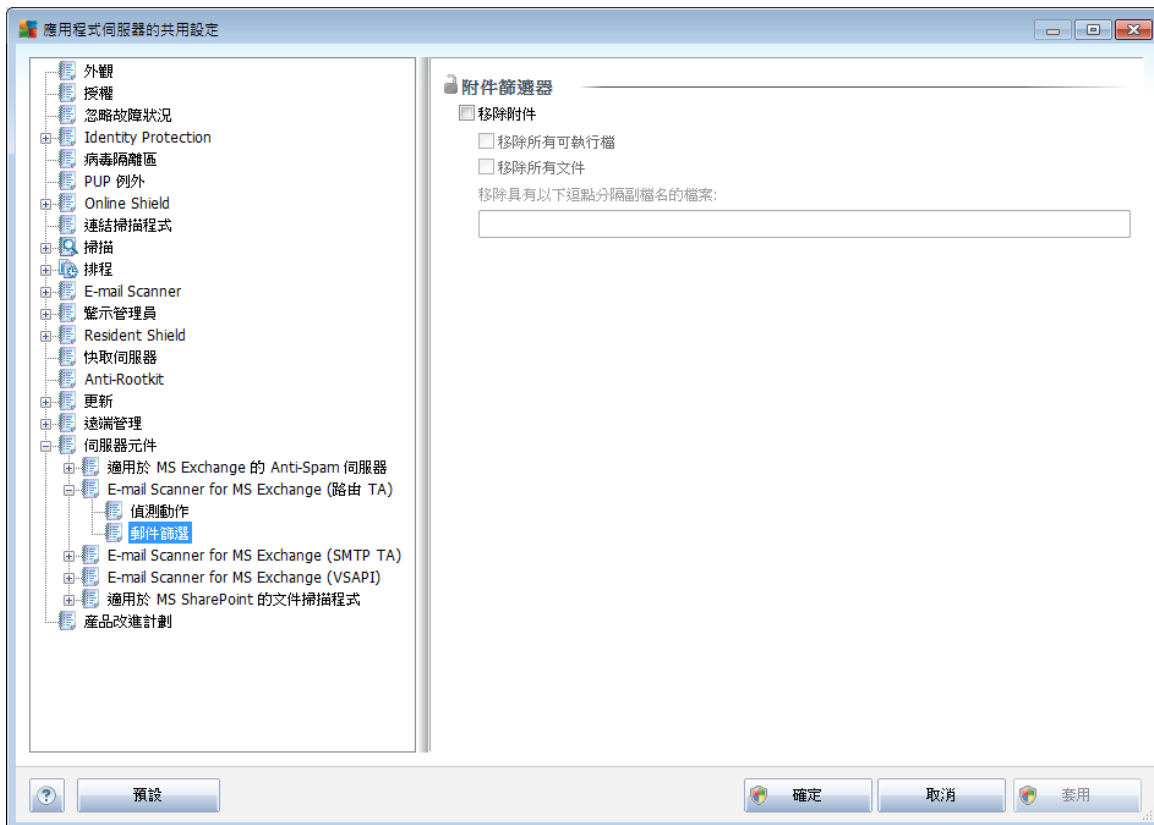 應用程式伺服器的共用設定
外觀
授權
忽略故障狀況
Identity Protection
病毒隔離區
PUP 例外
Online Shield
連結掃描程式
掃描
排程
E-mail Scanner
警示管理員
Resident Shield
快取伺服器
Anti-Rootkit
更新
遠端管理
伺服器元件
適用於 MS Exchange 的 Anti-Spam 伺服器
E-mail Scanner for MS Exchange (路由 TA)
偵測動作
郵件篩選
E-mail Scanner for MS Exchange (SMTP TA)
E-mail Scanner for MS Exchange (VSAPI)
適用於 MS SharePoint 的文件掃描程式
產品改進計劃
附件篩選器
移除附件
移除所有可執行檔
移除所有文件
移除具有以下逗點分隔副檔名的檔案:
?
預設
確定
取消
套用